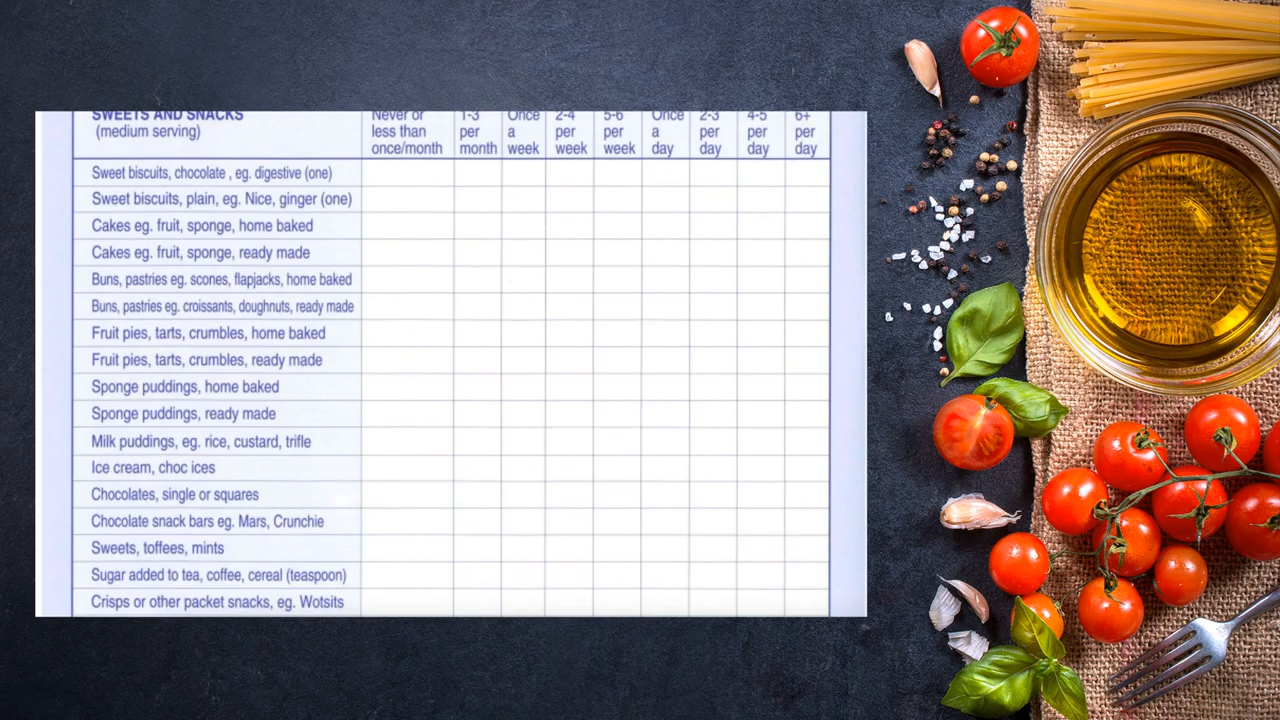 SWEETS AND SNACKS Never or 1-3 Once 2-4 5-6 Once 2-3 4-5 6+
(medium serving) less than per a per per a per per per
once/month month week week week day day day day
Sweet biscuits, chocolate , eg. digestive (one)
Sweet biscuits, plain, eg. Nice, ginger (one)
Cakes eg. fruit, sponge, home baked
Cakes eg. fruit, sponge, ready made
Buns, pastries eg. scones, flapjacks, home baked
Buns, pastries eg. croissants, doughnuts, ready made
Fruit pies, tarts, crumbles, home baked
Fruit pies, tarts, crumbles, ready made
Sponge puddings, home baked
Sponge puddings, ready made
Milk puddings, eg. rice, custard, trifle
Ice cream, choc ices
Chocolates, single or squares
Chocolate snack bars eg. Mars, Crunchie
Sweets, toffees, mints
Sugar added to tea, coffee, cereal (teaspoon)
Crisps or other packet snacks, eg. Wotsits